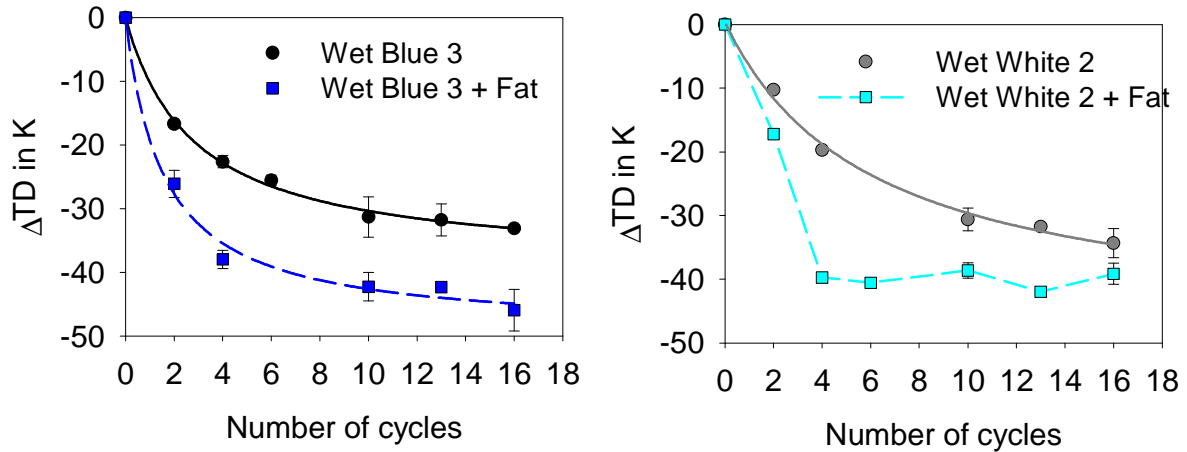 0
-10
-20
-30
-40
-50
ΔTD in K
Wet Blue 3
Wet Blue 3 + Fat
0 2 4 6 8 10 12 14 16 18
Number of cycles
0
-10
-20
-30
-40
-50
ΔTD in K
Wet White 2
Wet White 2 + Fat
0 2 4 6 8 10 12 14 16 18
Number of cycles